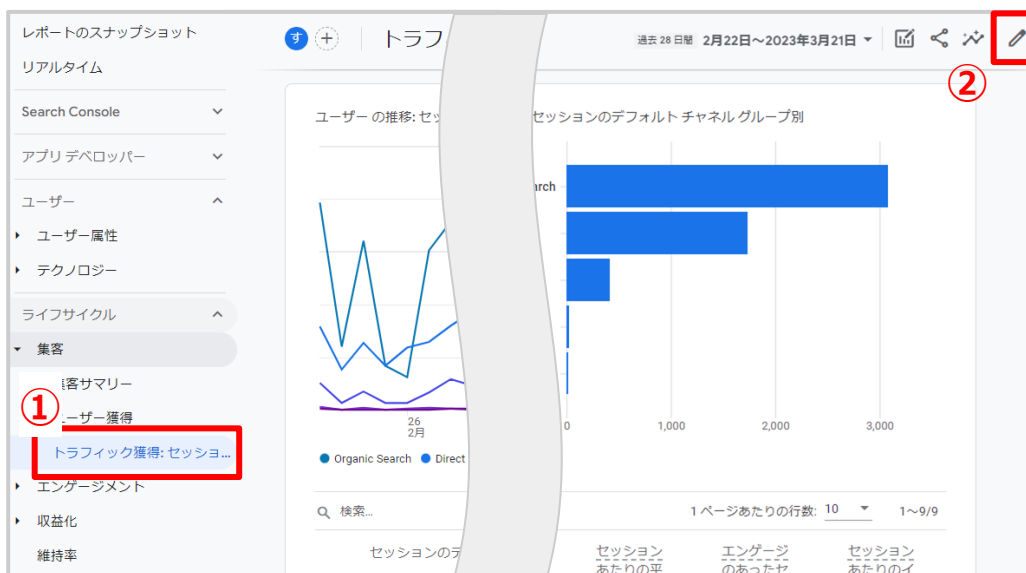 レポートのスナップショット
リアルタイム
Search Console
アプリ デベロッパー
ユーザー
ユーザー属性
テクノロジー
ライフサイクル
集客
①
客サマリー
ーザー獲得
トラフィック獲得: セッショ...
エンゲージメント
収益化
維持率
す
トラフ
過去 28 日間 2月22日～2023年3月21日
②
ユーザー の推移: セッ
セッションのデフォルト チャネル グループ別
arch
26
2月
0 1,000 2,000 3,000
Organic Search Direct
検索...
1 ページあたりの行数: 10 1～9/9
セッションのデ
セッション
あたりの平
エンゲージ
のあったセ
セッション
あたりのイ